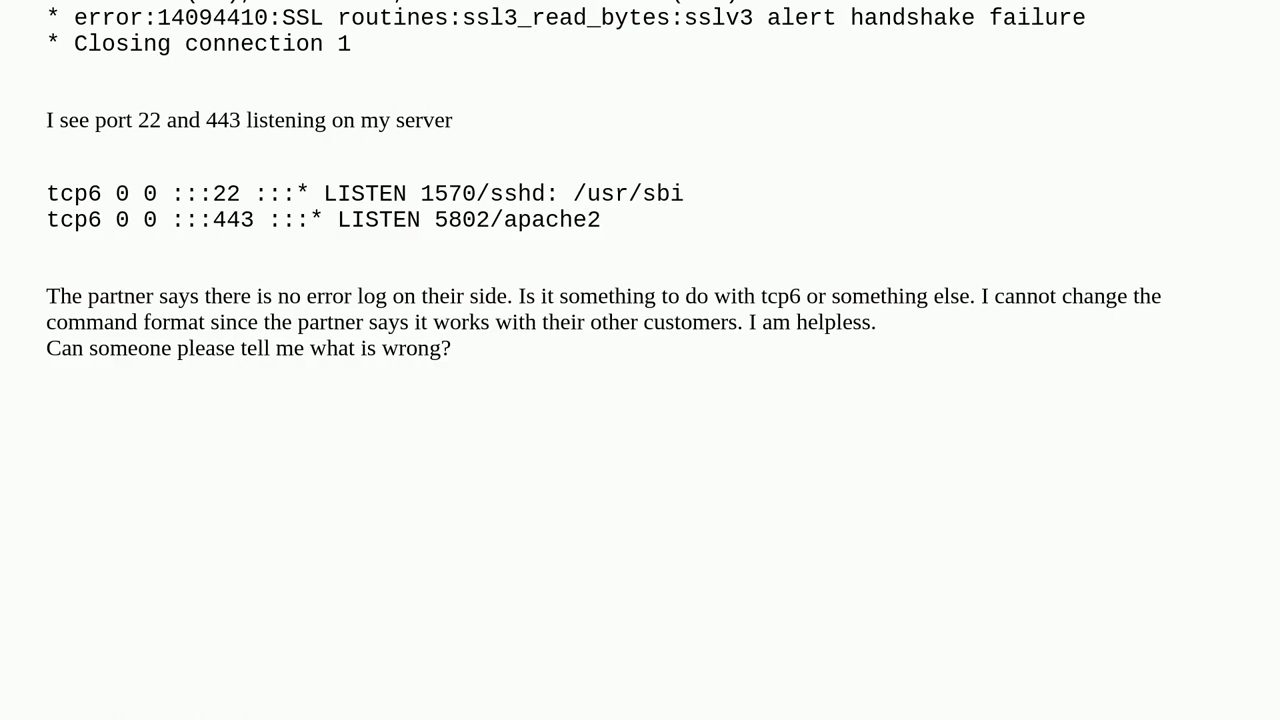 * error:14094410:SSL routines:ssl3_read_bytes:sslv3 alert handshake failure
* Closing connection 1
I see port 22 and 443 listening on my server
tcp6 0 0 :::22 :::* LISTEN 1570/sshd: /usr/sbi
tcp6 0 0 :::443 :::* LISTEN 5802/apache2
The partner says there is no error log on their side. Is it something to do with tcp6 or something else. I cannot change the
command format since the partner says it works with their other customers. I am helpless.
Can someone please tell me what is wrong?